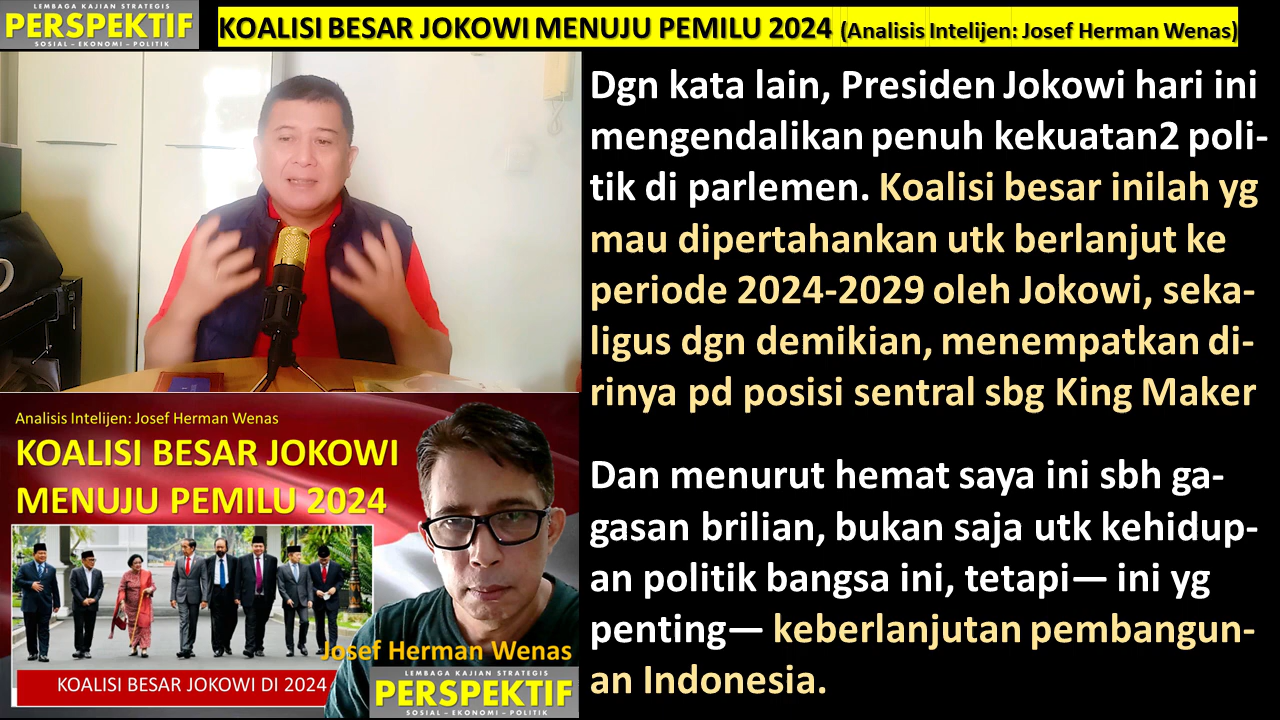 LEMBAGA KAJIAN STRATEGIS
PERSPEKTIF
SOSIAL – EKONOMI – POLITIK
KOALISI BESAR JOKOWI MENUJU PEMILU 2024 (Analisis Intelijen: Josef Herman Wenas)
Dgn kata lain, Presiden Jokowi hari ini
mengendalikan penuh kekuatan2 poli-
tik di parlemen. Koalisi besar inilah yg
mau dipertahankan utk berlanjut ke
periode 2024-2029 oleh Jokowi, seka-
ligus dgn demikian, menempatkan di-
rinya pd posisi sentral sbg King Maker
Dan menurut hemat saya ini sbh ga-
gasan brilian, bukan saja utk kehidup-
an politik bangsa ini, tetapi— ini yg
penting— keberlanjutan pembangun-
an Indonesia.
Analisis Intelijen: Josef Herman Wenas
KOALISI BESAR JOKOWI
MENUJU PEMILU 2024
Josef Herman Wenas
KOALISI BESAR JOKOWI DI 2024
LEMBAGA KAJIAN STRATEGIS
PERSPEKTIF
SOSIAL – EKONOMI – POLITIK